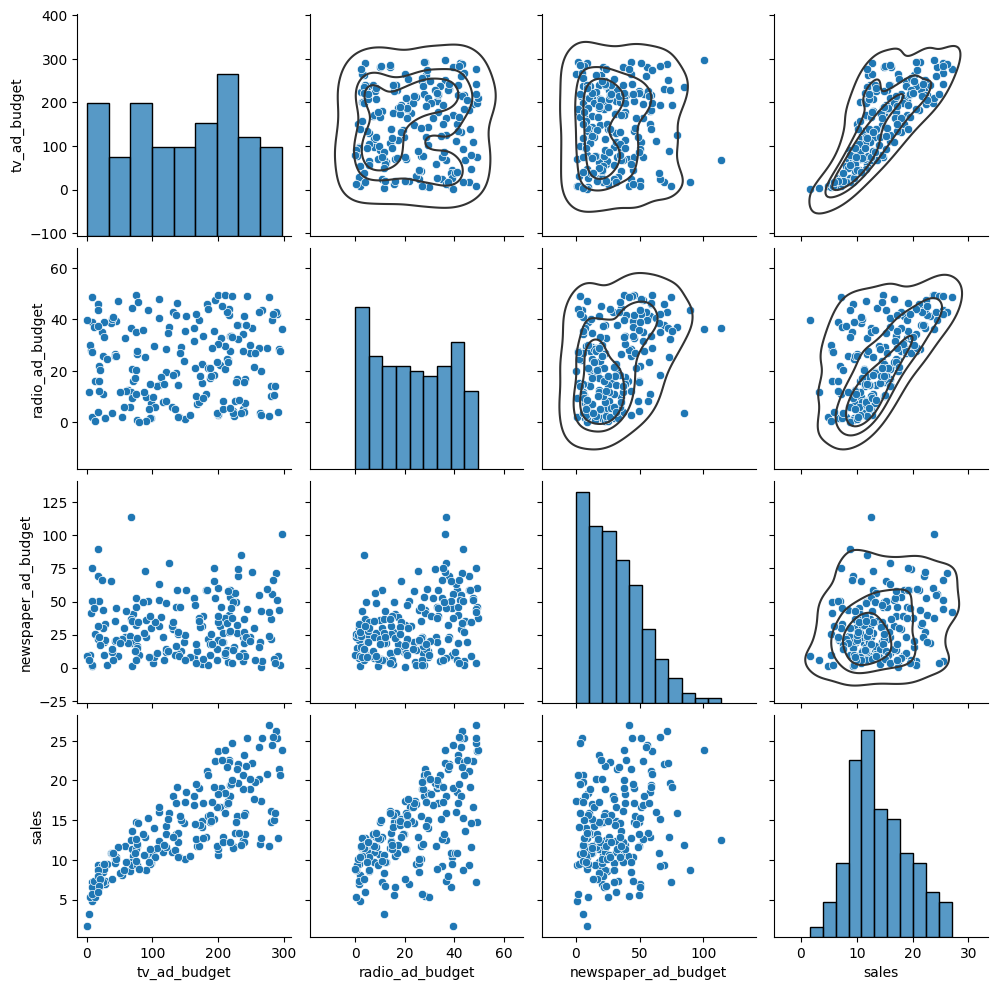 400
300
200
100
0
−100
tv_ad_budget
60
40
20
0
radio_ad_budget
125
100
75
50
25
0
−25
newspaper_ad_budget
25
20
15
10
5
sales
0 100 200 300
0 20 40 60
0 50 100
0 10 20 30
tv_ad_budget radio_ad_budget newspaper_ad_budget sales